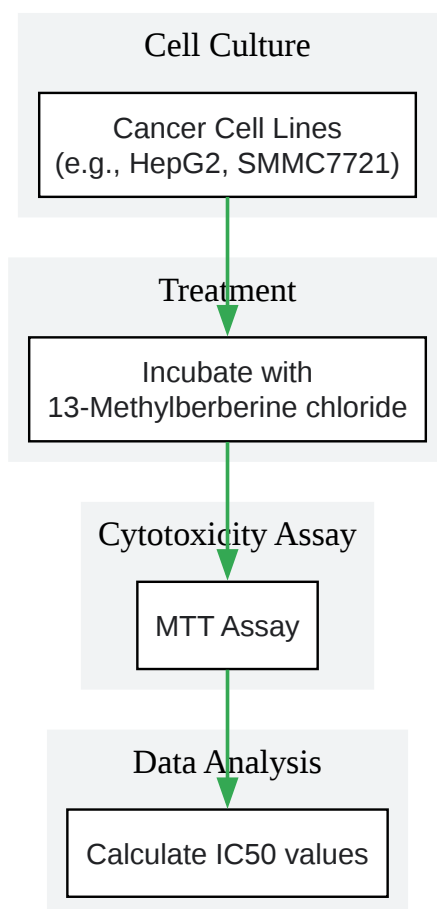 Cell Culture
Cancer Cell Lines
(e.g., HepG2, SMMC7721)
Treatment
Incubate with
13-Methylberberine chloride
Cytotoxicity Assay
MTT Assay
Data Analysis
Calculate IC50 values